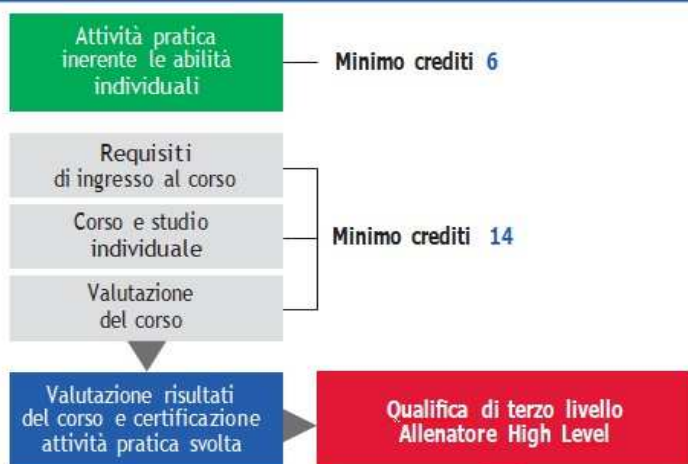 Attività pratica
inerente le abilità
individuali
Minimo crediti 6
Requisiti
di ingresso al corso
Corso e studio
individuale
Minimo crediti 14
Valutazione
del corso
Valutazione risultati
del corso e certificazione
attività pratica svolta
Qualifica di terzo livello
Allenatore High Level